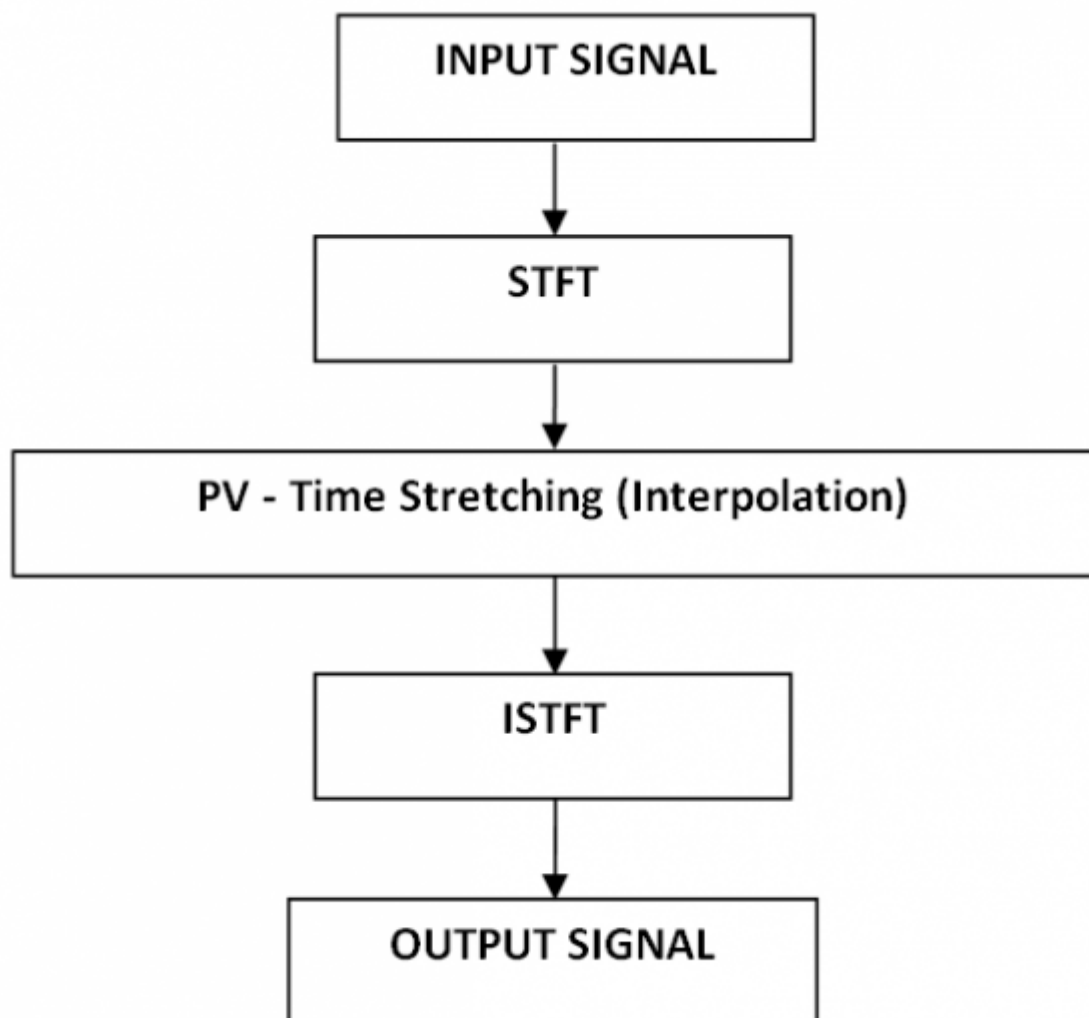 INPUT SIGNAL
STFT
PV - Time Stretching (Interpolation)
ISTFT
OUTPUT SIGNAL